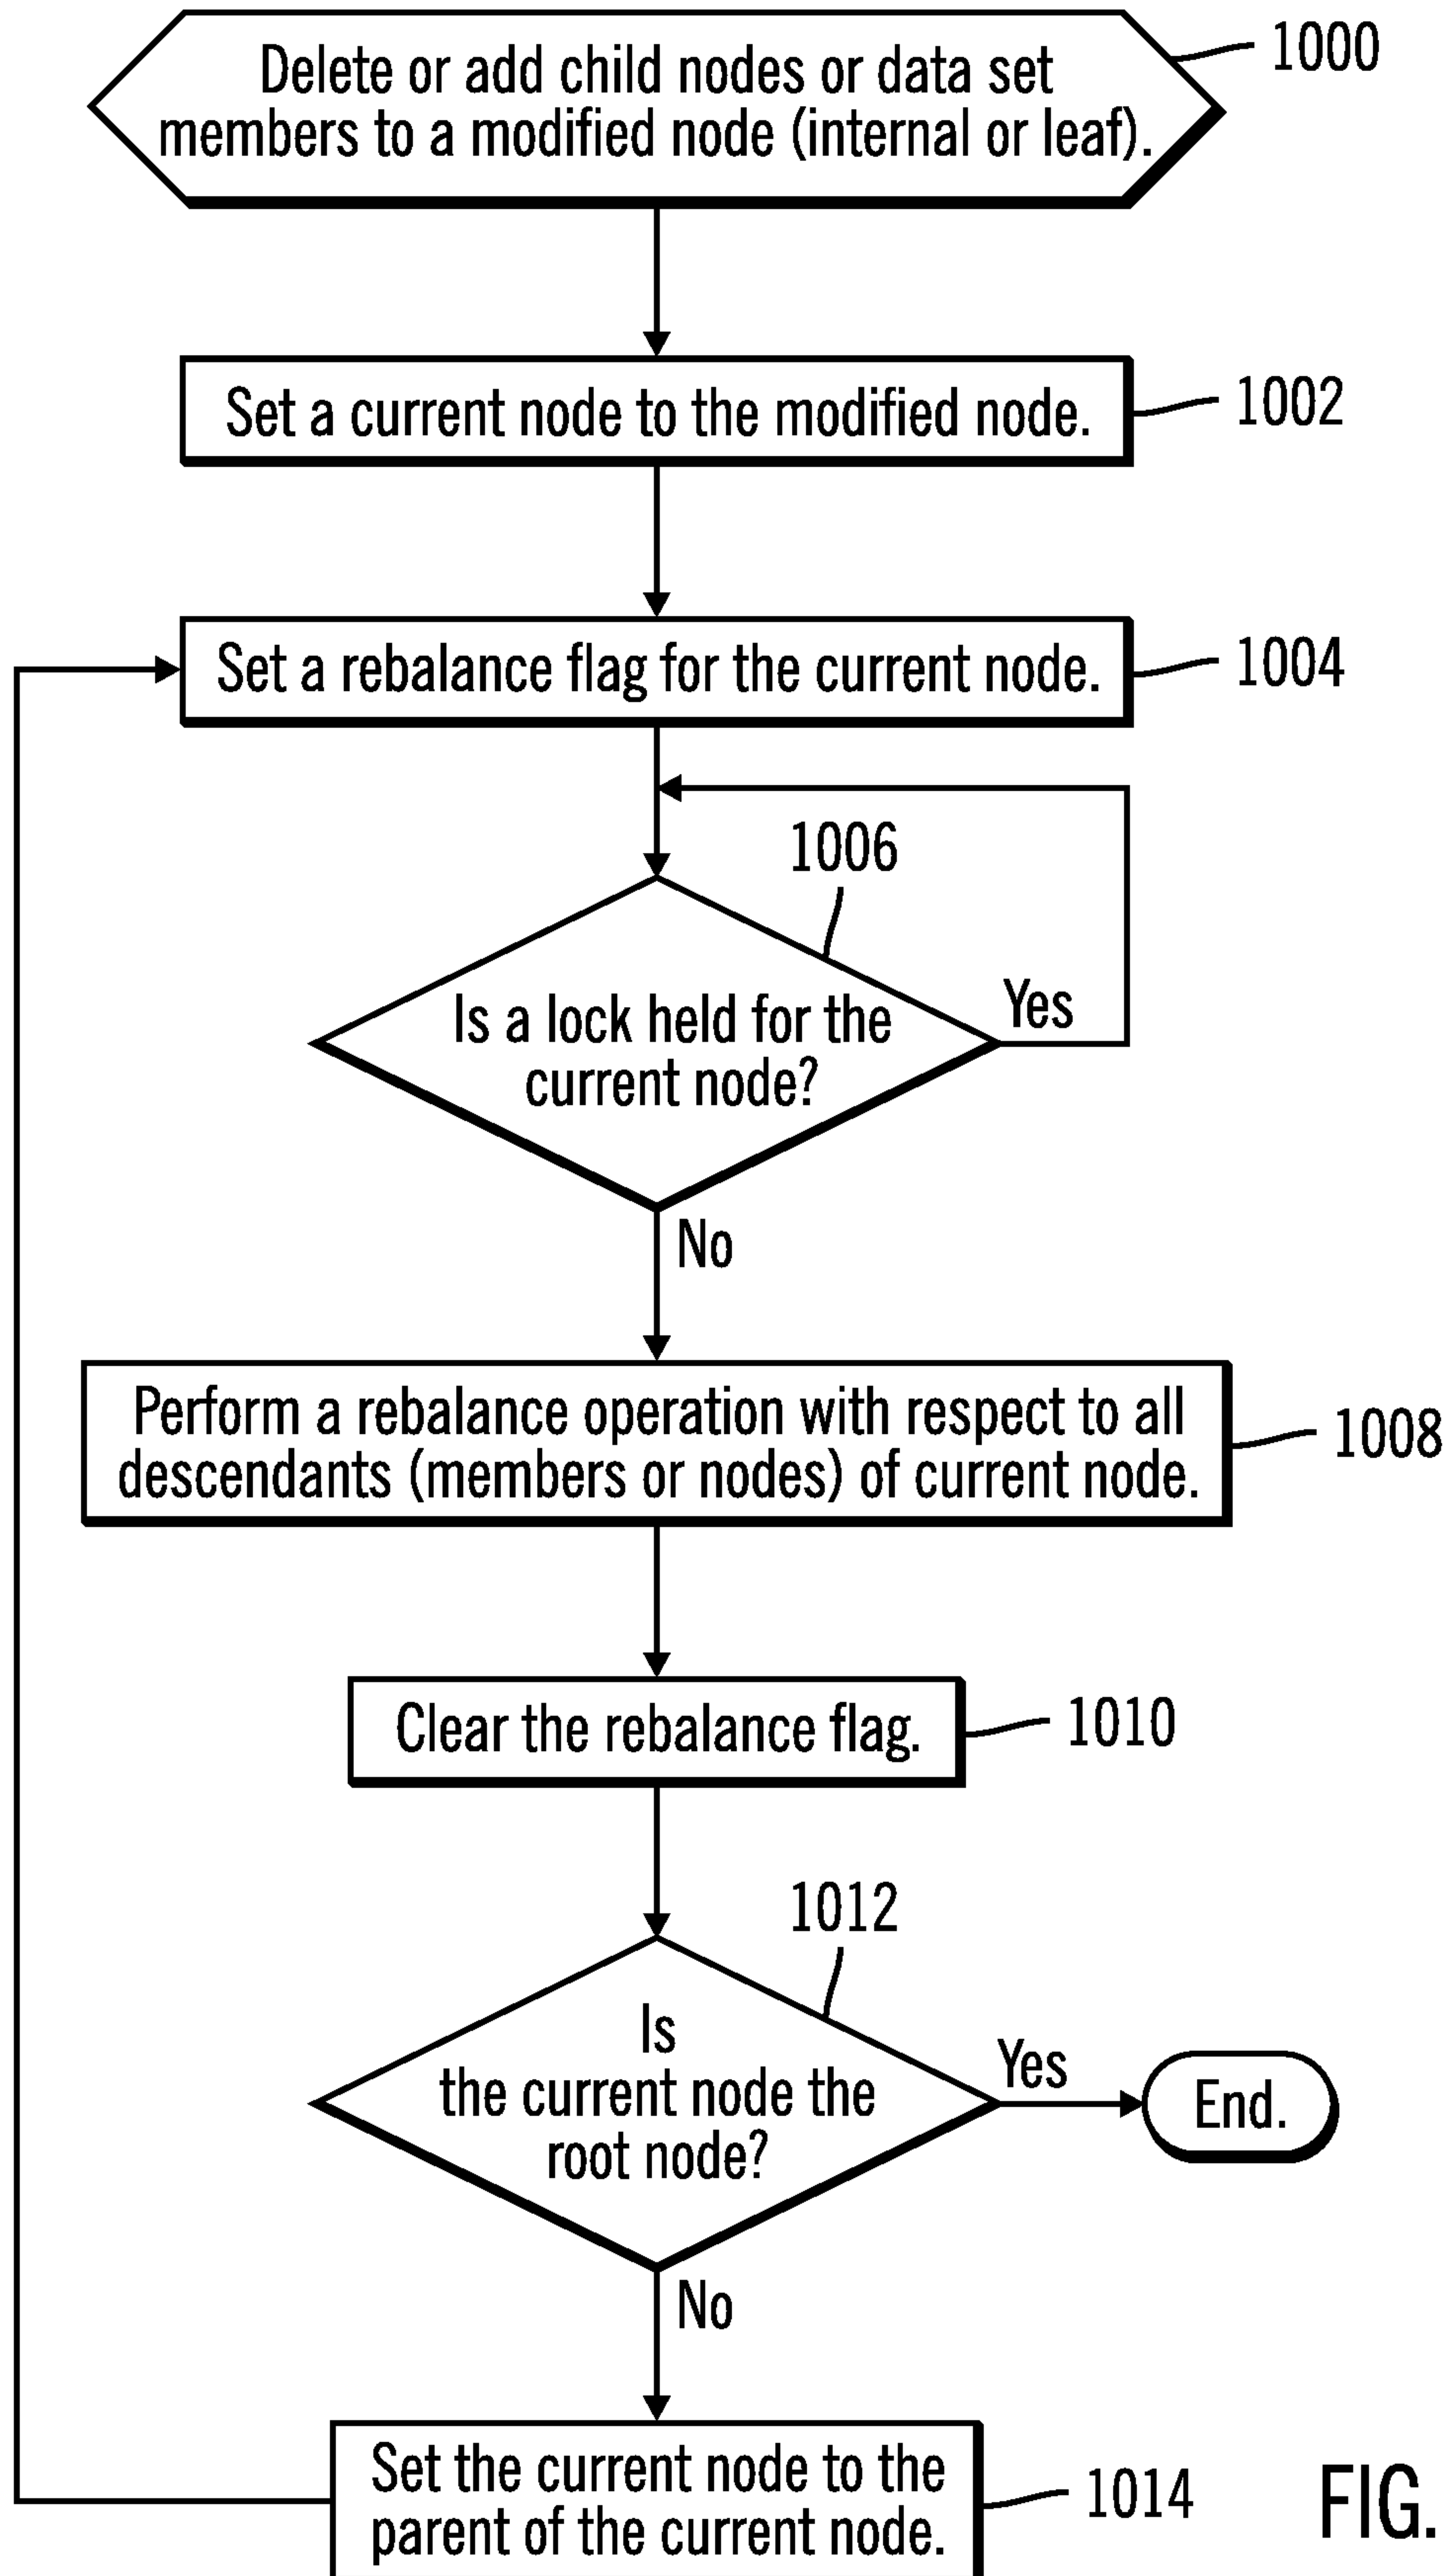 Delete or add child nodes or data set
members to a modified node (internal or leaf).
1000
Set a current node to the modified node.
1002
Set a rebalance flag for the current node.
1004
1006
Is a lock held for the
current node?
Yes
No
Perform a rebalance operation with respect to all
descendants (members or nodes) of current node.
1008
Clear the rebalance flag.
1010
1012
Is
the current node the
root node?
Yes
End.
No
Set the current node to the
parent of the current node.
1014
FIG.